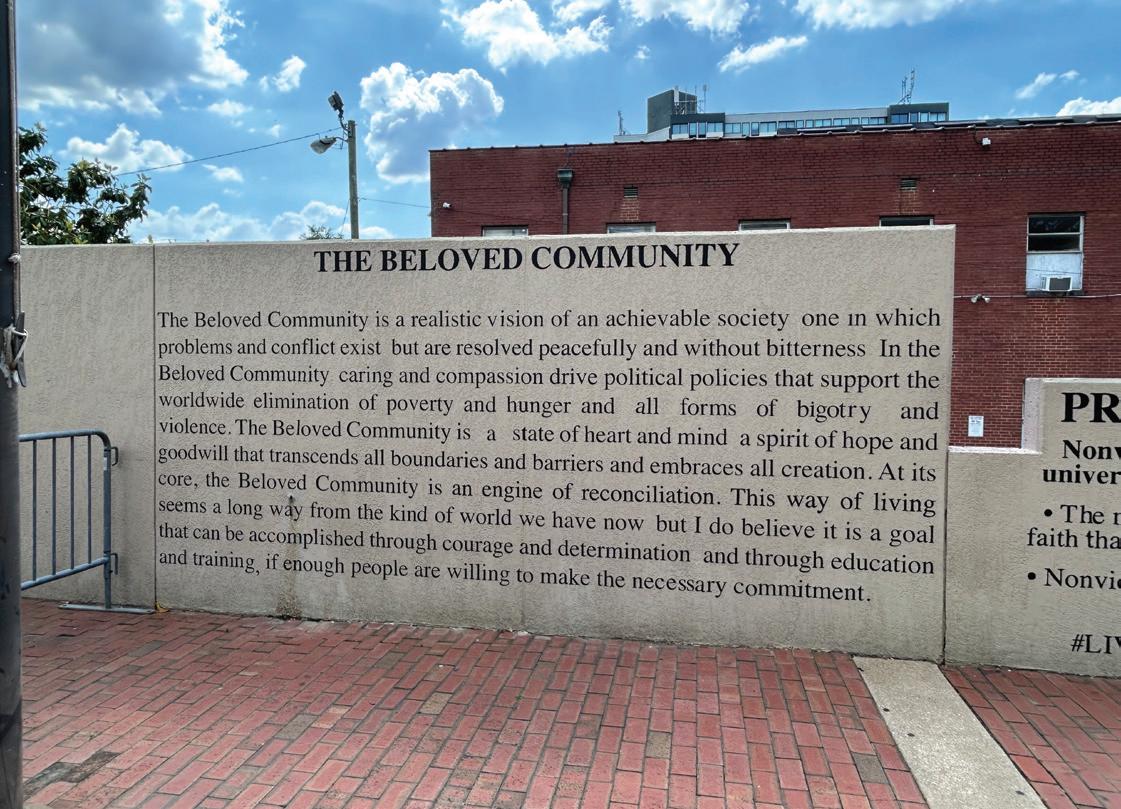 THE BELOVED COMMUNITY
The Beloved Community is a realistic vision of an achievable society one in which
problems and conflict exist but are resolved peacefully and without bitterness In the
Beloved Community caring and compassion drive political policies that support the
worldwide elimination of poverty and hunger and all forms of bigotry and
violence. The Beloved Community is a state of heart and mind a spirit of hope and
goodwill that transcends all boundaries and barriers and embraces all creation. At its
core, the Beloved Community is an engine of reconciliation. This way of living
seems a long way from the kind of world we have now but I do believe it is a goal
that can be accomplished through courage and determination and through education
and training, if enough people are willing to make the necessary commitment.
PR
Nonv
univer
• The
faith tha
• Nonvi
#LIV